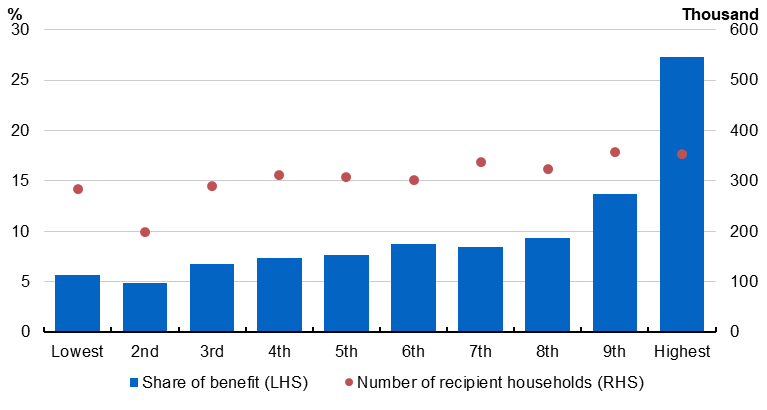 % Thousand
30 600
25 500
20 400
15 300
10 200
5 100
0 0
Lowest 2nd 3rd 4th 5th 6th 7th 8th 9th Highest
Share of benefit (LHS) Number of recipient households (RHS)